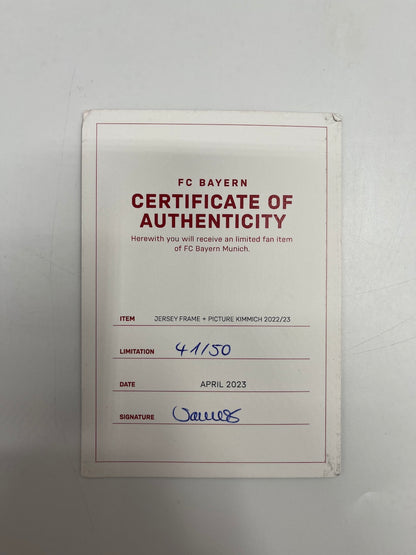 FC BAYERN
CERTIFICATE OF
AUTHENTICITY
Herewith you will receive an limited fan item
of FC Bayern Munich.
ITEM JERSEY FRAME + PICTURE KIMMICH 2022/23
LIMITATION 41/50
DATE APRIL 2023
SIGNATURE